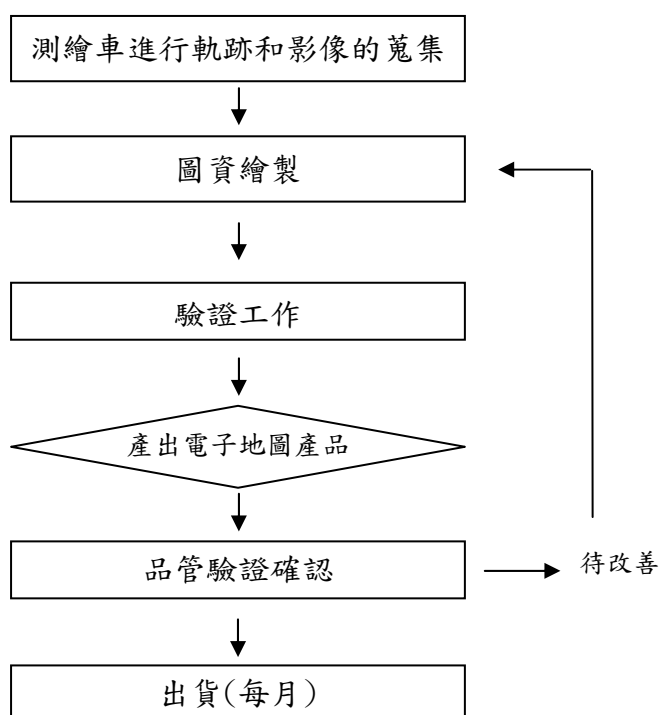 測繪車進行軌跡和影像的蒐集
圖資繪製
驗證工作
產出電子地圖產品
品管驗證確認
待改善
出貨(每月)